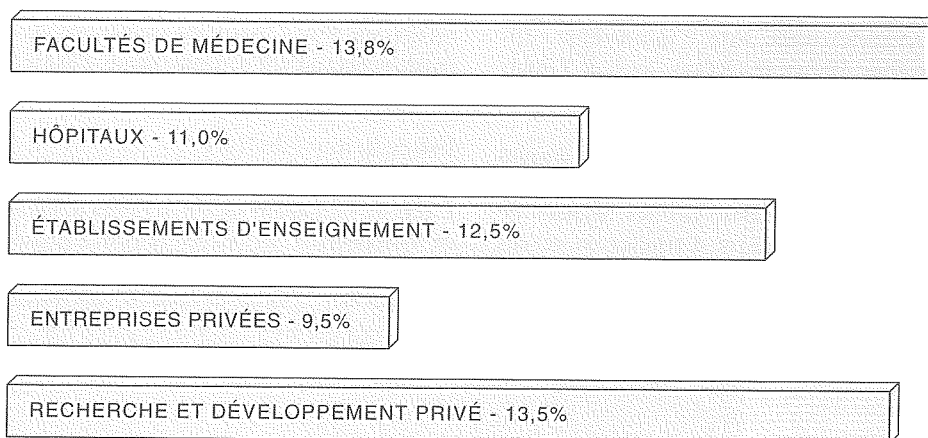 FACULTÉS DE MÉDECINE - 13,8%
HÔPITAUX - 11,0%
ÉTABLISSEMENTS D'ENSEIGNEMENT - 12,5%
ENTREPRISES PRIVÉES - 9,5%
RECHERCHE ET DÉVELOPPEMENT PRIVÉ - 13,5%